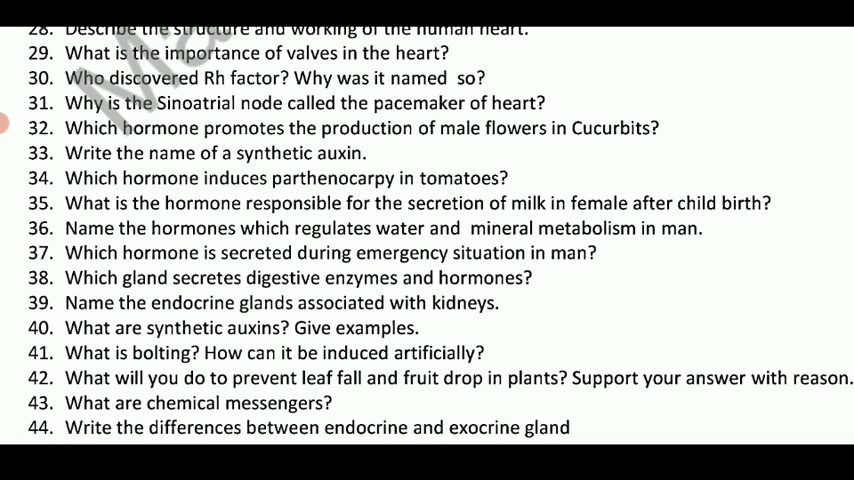 28. Describe the structure and working of the human heart.
29. What is the importance of valves in the heart?
30. Who discovered Rh factor? Why was it named so?
31. Why is the Sinoatrial node called the pacemaker of heart?
32. Which hormone promotes the production of male flowers in Cucurbits?
33. Write the name of a synthetic auxin.
34. Which hormone induces parthenocarpy in tomatoes?
35. What is the hormone responsible for the secretion of milk in female after child birth?
36. Name the hormones which regulates water and mineral metabolism in man.
37. Which hormone is secreted during emergency situation in man?
38. Which gland secretes digestive enzymes and hormones?
39. Name the endocrine glands associated with kidneys.
40. What are synthetic auxins? Give examples.
41. What is bolting? How can it be induced artificially?
42. What will you do to prevent leaf fall and fruit drop in plants? Support your answer with reason.
43. What are chemical messengers?
44. Write the differences between endocrine and exocrine gland